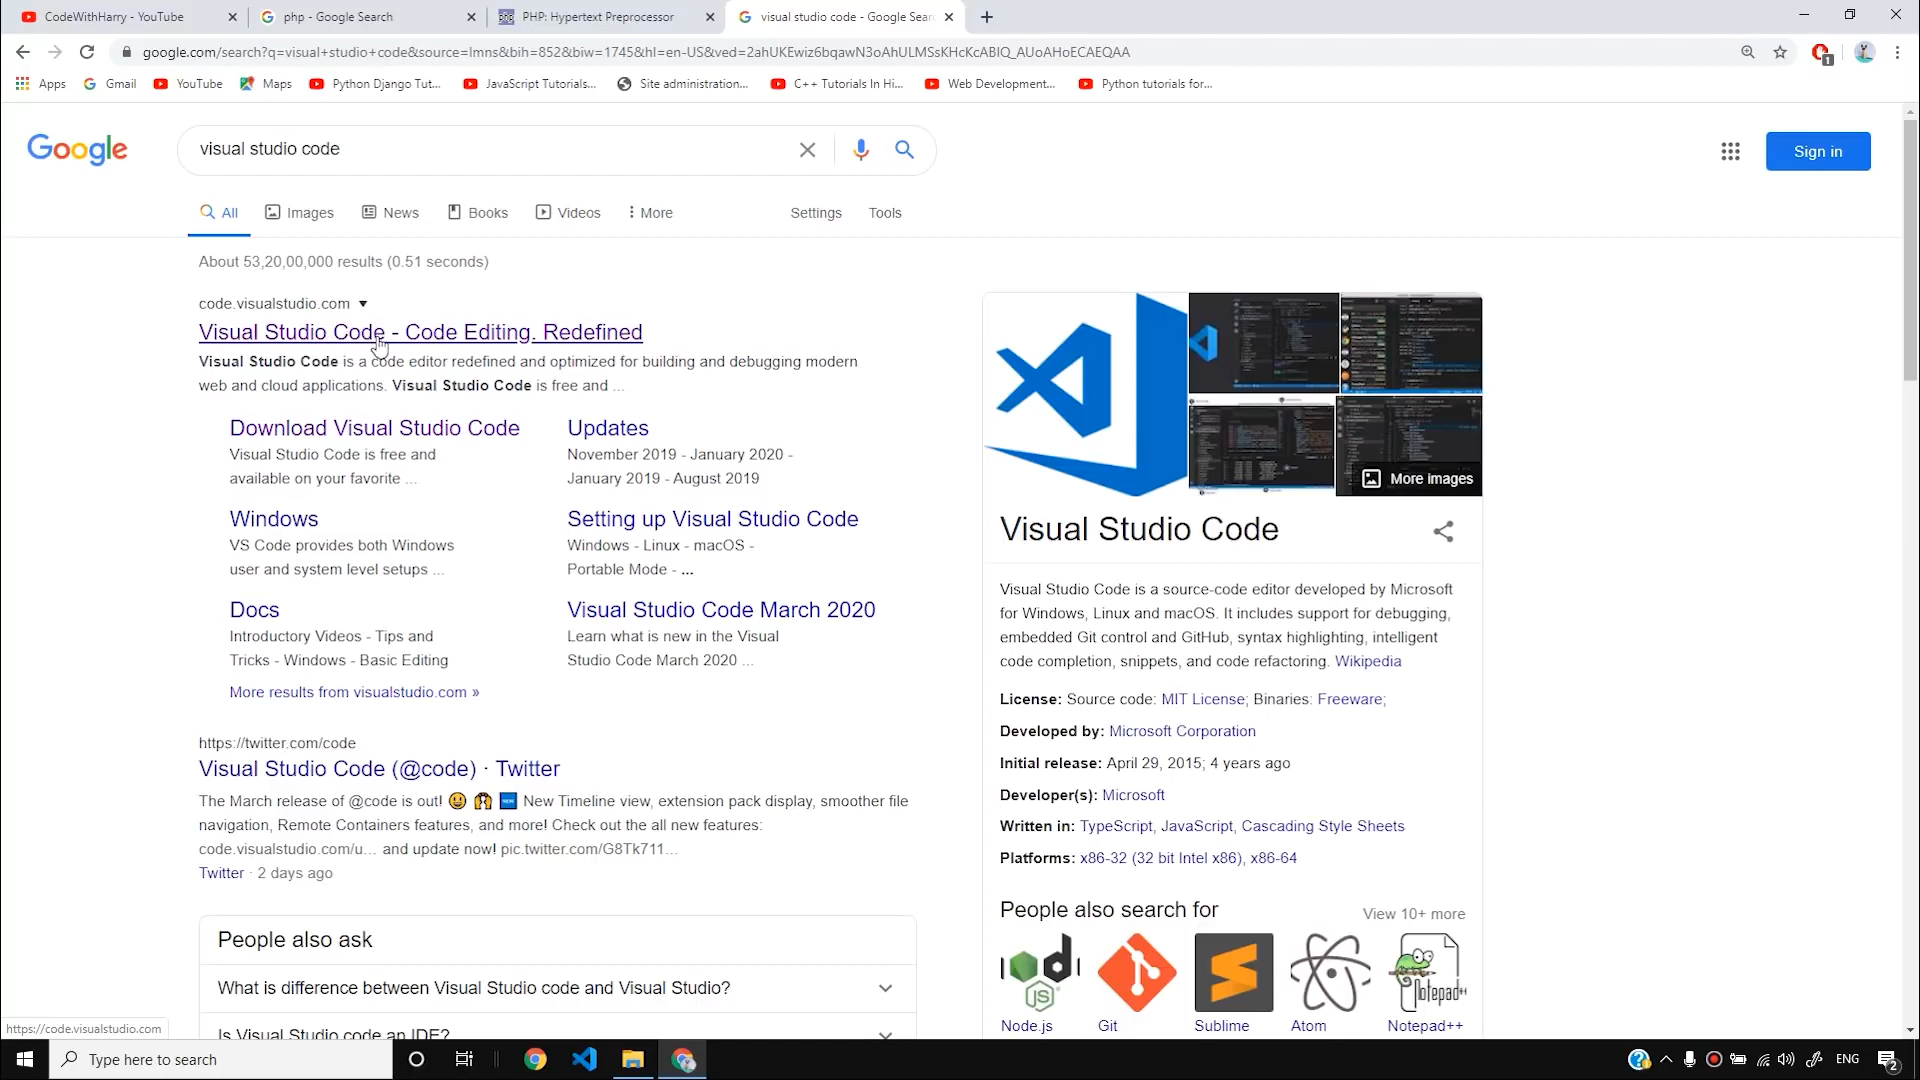 CodeWithHarry - YouTube
php - Google Search
PHP: Hypertext Preprocessor
visual studio code - Google Sear
google.com/search?q=visual+studio+code&source=lmns&bih=852&biw=1745&hl=en-US&ved=2ahUKEwiz6bqawN3oAhULMSsKHcKcABIQ_AUoAHoECAEQAA
1
Apps
Gmail
YouTube
Maps
Python Django Tut...
JavaScript Tutorials...
Site administration...
C++ Tutorials In Hi...
Web Development...
Python tutorials for...
Google
visual studio code
Sign in
All
Images
News
Books
Videos
More
Settings
Tools
About 53,20,00,000 results (0.51 seconds)
code.visualstudio.com
Visual Studio Code - Code Editing. Redefined
Visual Studio Code is a code editor redefined and optimized for building and debugging modern
web and cloud applications. Visual Studio Code is free and ...
Download Visual Studio Code
Visual Studio Code is free and
available on your favorite ...
Updates
November 2019 - January 2020 -
January 2019 - August 2019
Windows
VS Code provides both Windows
user and system level setups ...
Setting up Visual Studio Code
Windows - Linux - macOS -
Portable Mode - ...
Docs
Introductory Videos - Tips and
Tricks - Windows - Basic Editing
Visual Studio Code March 2020
Learn what is new in the Visual
Studio Code March 2020 ...
More results from visualstudio.com »
https://twitter.com/code
Visual Studio Code (@code) · Twitter
The March release of @code is out! 😀 🙌 New Timeline view, extension pack display, smoother file
navigation, Remote Containers features, and more! Check out the all new features:
code.visualstudio.com/u... and update now! pic.twitter.com/G8Tk711...
Twitter · 2 days ago
People also ask
What is difference between Visual Studio code and Visual Studio?
Is Visual Studio code an IDE?
More images
Visual Studio Code
Visual Studio Code is a source-code editor developed by Microsoft
for Windows, Linux and macOS. It includes support for debugging,
embedded Git control and GitHub, syntax highlighting, intelligent
code completion, snippets, and code refactoring. Wikipedia
License: Source code: MIT License; Binaries: Freeware;
Developed by: Microsoft Corporation
Initial release: April 29, 2015; 4 years ago
Developer(s): Microsoft
Written in: TypeScript, JavaScript, Cascading Style Sheets
Platforms: x86-32 (32 bit Intel x86), x86-64
People also search for
View 10+ more
Node.js
Git
Sublime
Atom
Notepad++
https://code.visualstudio.com
Type here to search
ENG
2